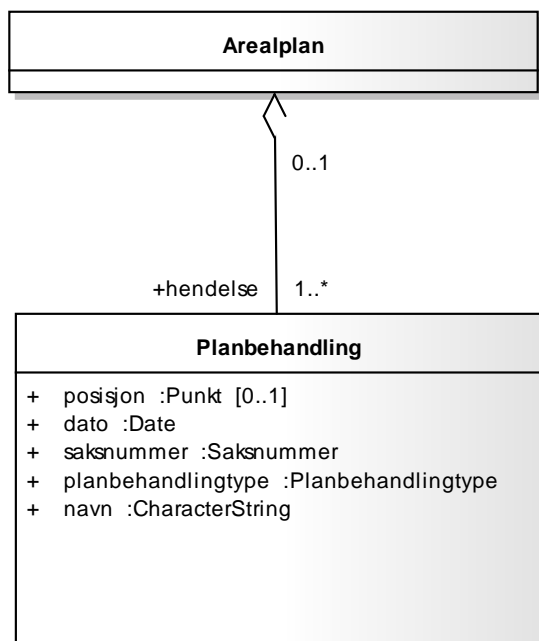 Arealplan
0..1
+hendelse 1..*
Planbehandling
+ posisjon :Punkt [0..1]
+ dato :Date
+ saksnummer :Saksnummer
+ planbehandlingtype :Planbehandlingtype
+ navn :CharacterString